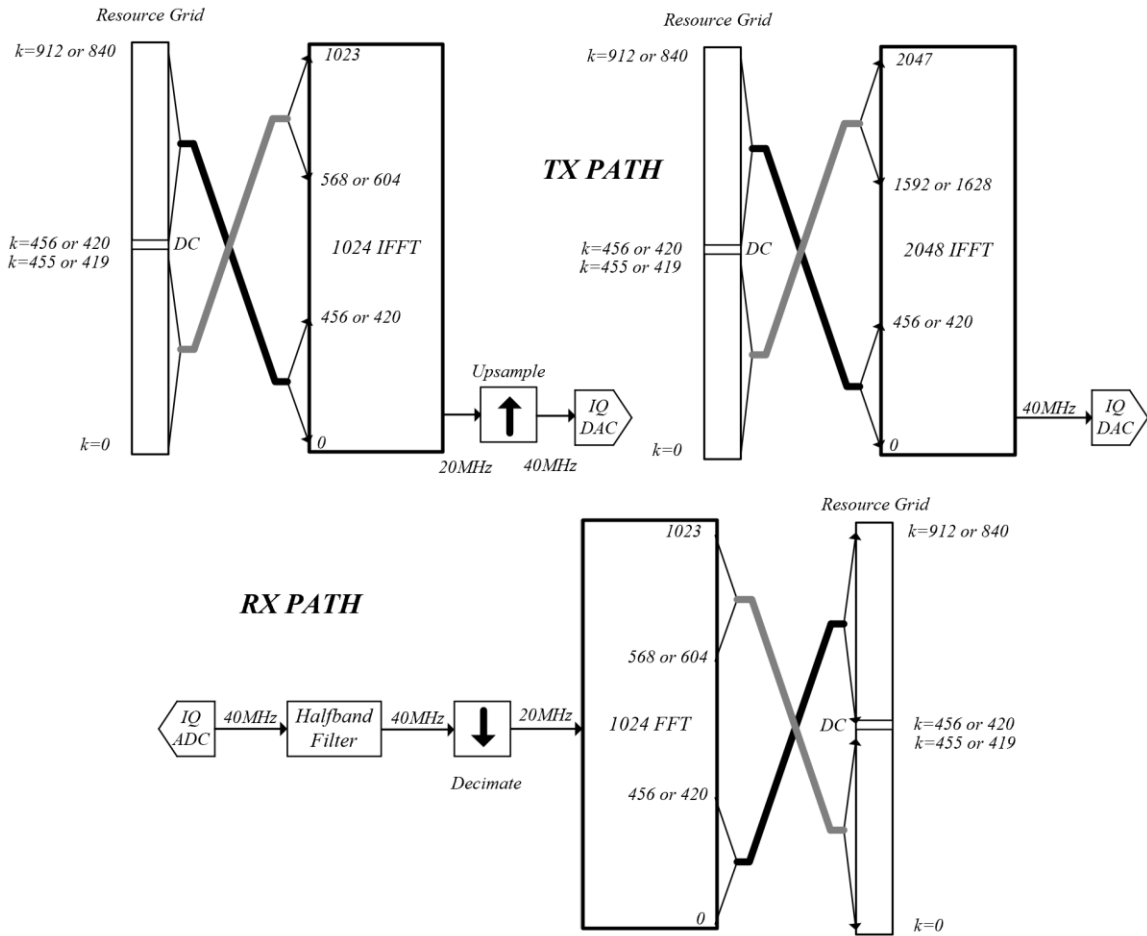 Resource Grid
k=912 or 840
k=456 or 420
k=455 or 419
k=0
DC
1023
568 or 604
1024 IFFT
456 or 420
0
20MHz
Upsample
40MHz
IQ
DAC
TX PATH
Resource Grid
k=912 or 840
k=456 or 420
k=455 or 419
k=0
DC
2047
1592 or 1628
2048 IFFT
456 or 420
0
40MHz
IQ
DAC
RX PATH
IQ
ADC
40MHz
Halfband
Filter
40MHz
Decimate
20MHz
1023
568 or 604
1024 FFT
456 or 420
0
Resource Grid
k=912 or 840
DC
k=456 or 420
k=455 or 419
k=0